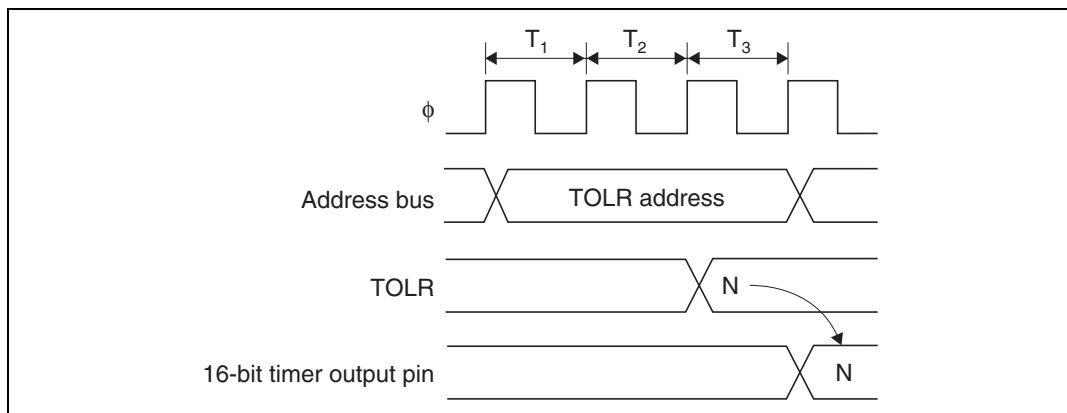 T₁ T₂ T₃
φ
Address bus TOLR address
TOLR N
16-bit timer output pin N